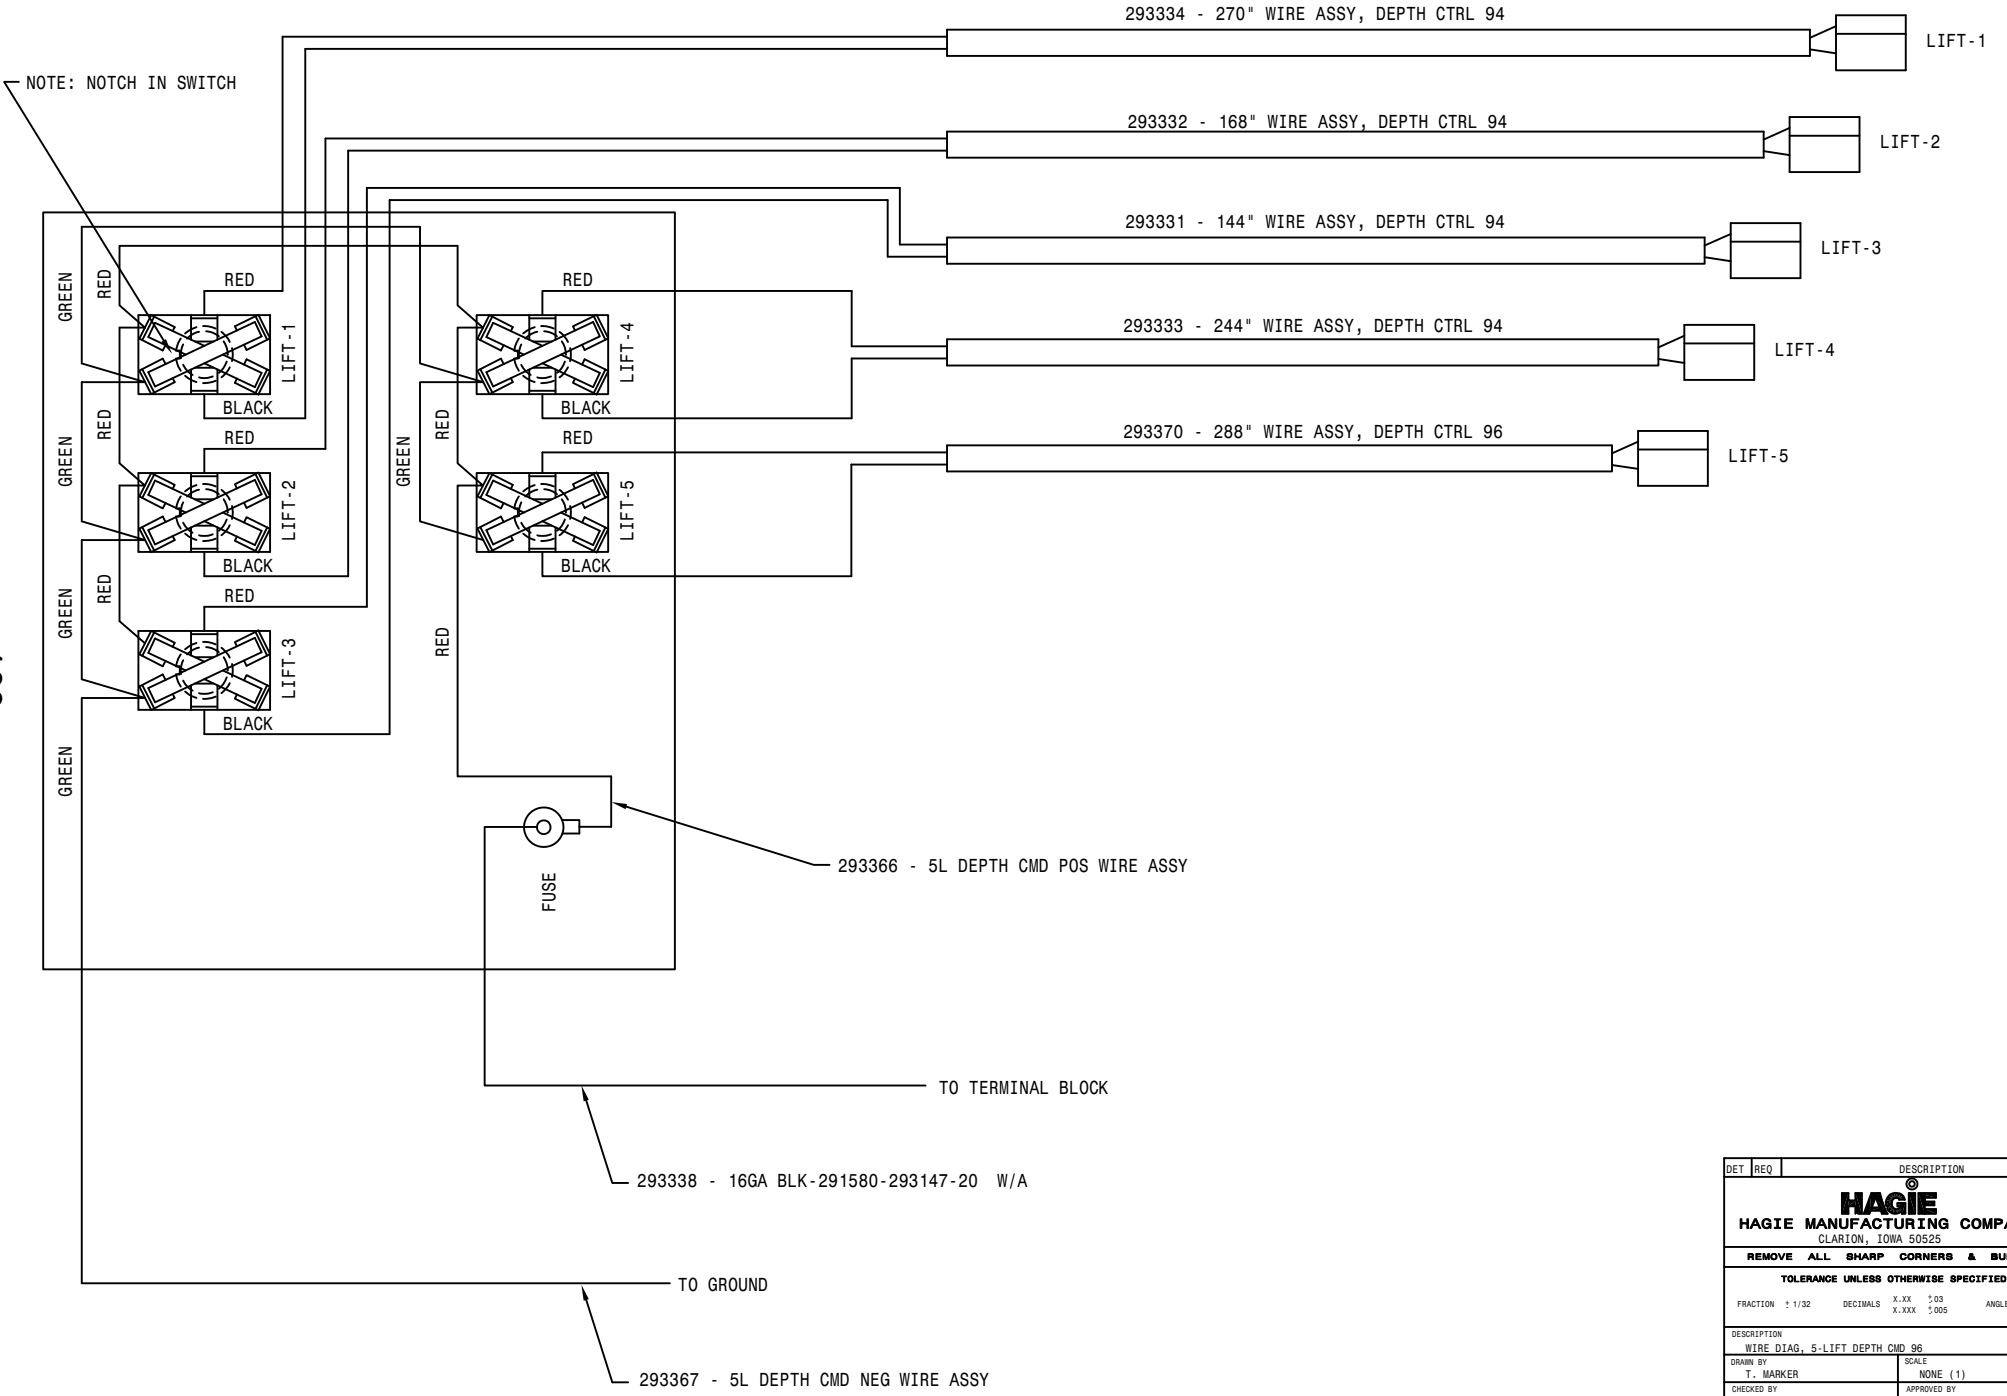 293334 - 270" WIRE ASSY, DEPTH CTRL 94
LIFT-1
NOTE: NOTCH IN SWITCH
293332 - 168" WIRE ASSY, DEPTH CTRL 94
LIFT-2
293331 - 144" WIRE ASSY, DEPTH CTRL 94
LIFT-3
293333 - 244" WIRE ASSY, DEPTH CTRL 94
LIFT-4
293370 - 288" WIRE ASSY, DEPTH CTRL 96
LIFT-5
GREEN
RED
RED
LIFT-1
BLACK
RED
LIFT-4
BLACK
GREEN
RED
RED
LIFT-2
BLACK
GREEN
RED
RED
LIFT-5
BLACK
GREEN
RED
RED
LIFT-3
BLACK
RED
GREEN
FUSE
293366 - 5L DEPTH CMD POS WIRE ASSY
TO TERMINAL BLOCK
293338 - 16GA BLK-291580-293147-20 W/A
TO GROUND
293367 - 5L DEPTH CMD NEG WIRE ASSY
DET REQ DESCRIPTION
HAGIE
HAGIE MANUFACTURING
CLARION, IOWA 50525
REMOVE ALL SHARP CORNERS &
TOLERANCE UNLESS OTHERWISE SPECIFIED
FRACTION ± 1/32 DECIMALS X.XX ±.03
X.XXX ±.005
DESCRIPTION
WIRE DIAG, 5-LIFT DEPTH CMD 96
DRAWN BY SCALE
T. MARKER NONE (1)
CHECKED BY APPROVED BY